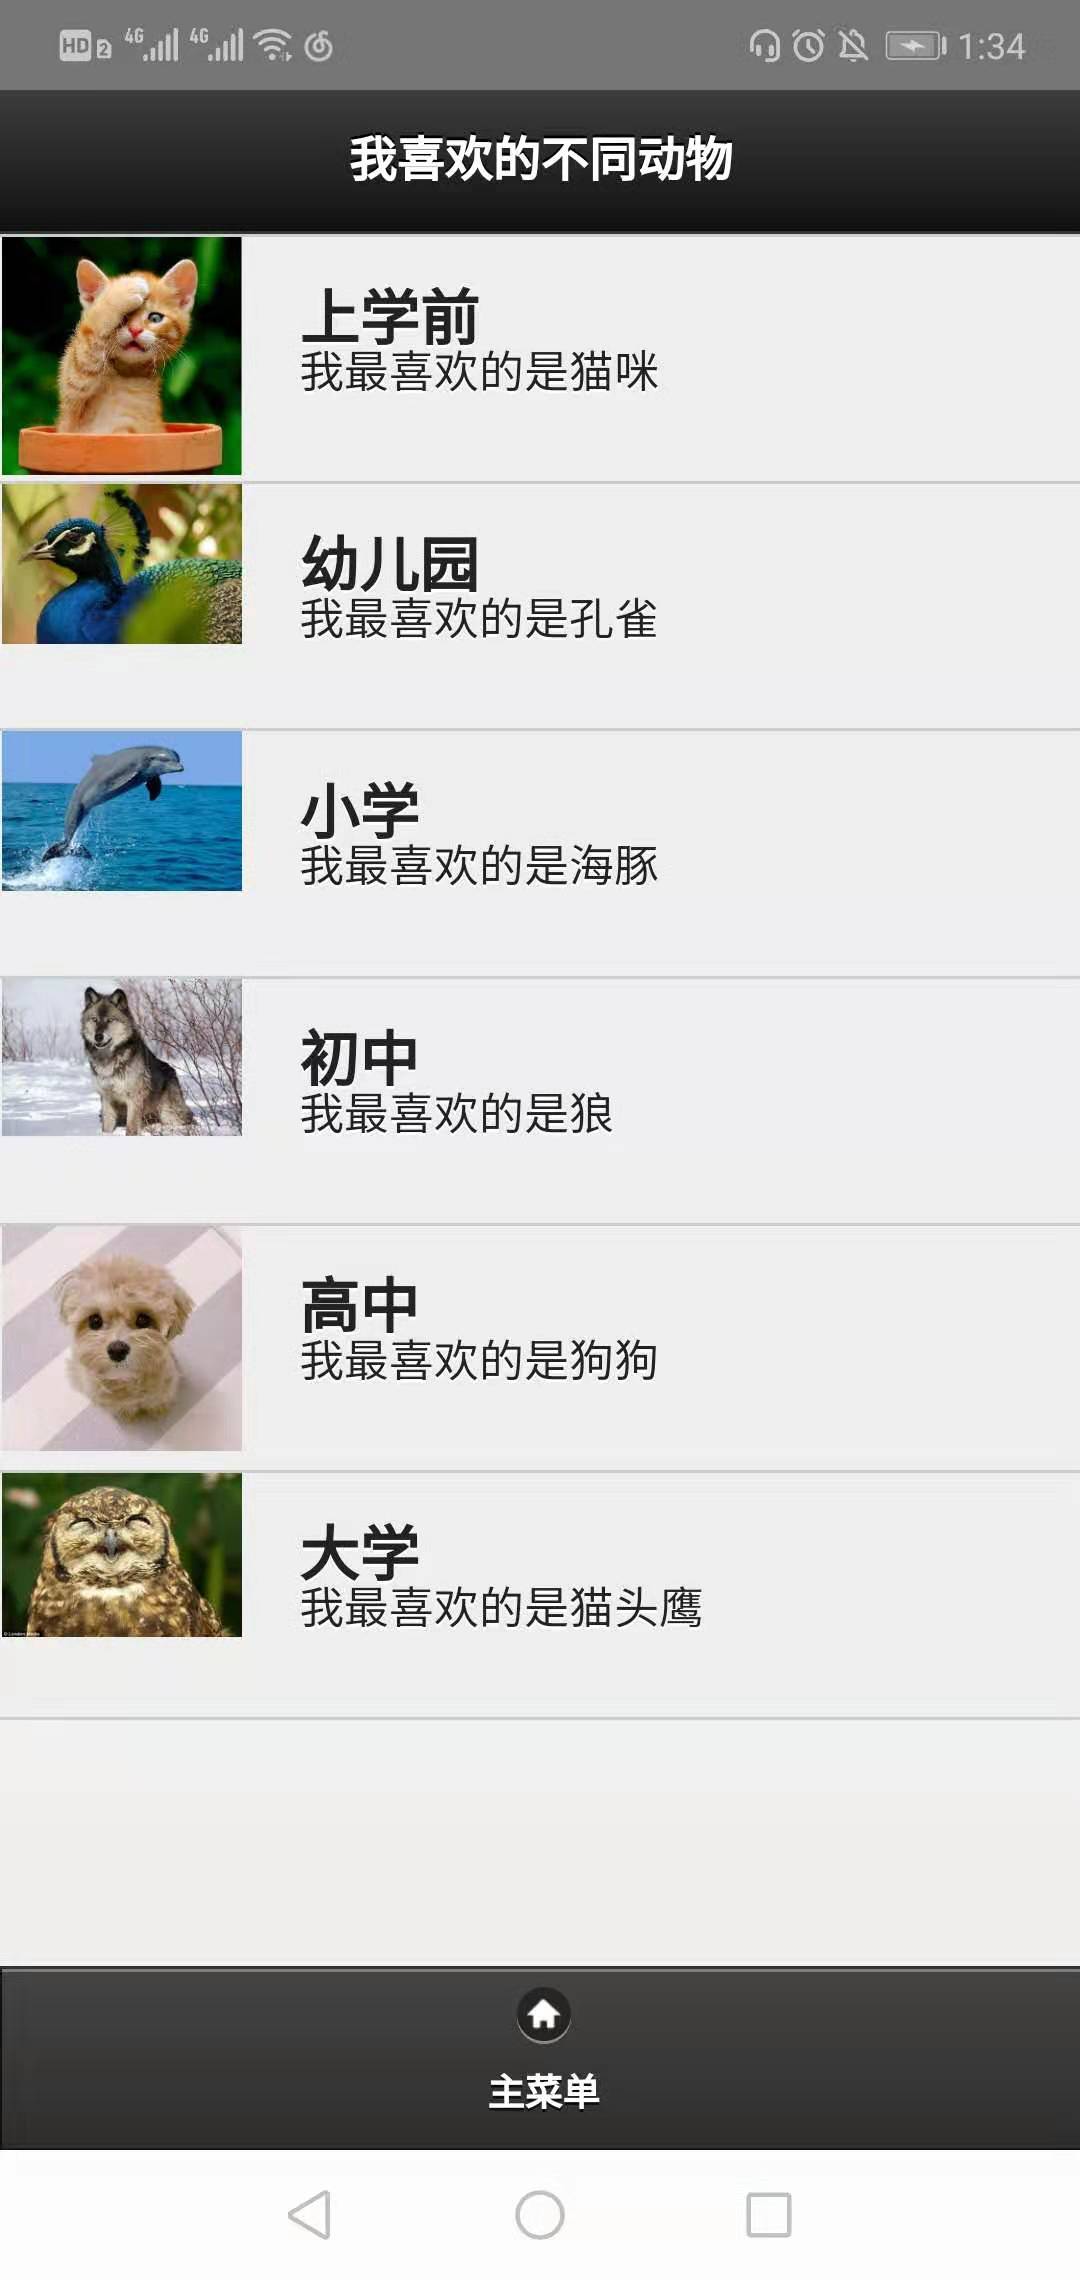 HD 2 4G 4G 1:34
我喜欢的不同动物
上学前
我最喜欢的是猫咪
幼儿园
我最喜欢的是孔雀
小学
我最喜欢的是海豚
初中
我最喜欢的是狼
高中
我最喜欢的是狗狗
大学
我最喜欢的是猫头鹰
主菜单